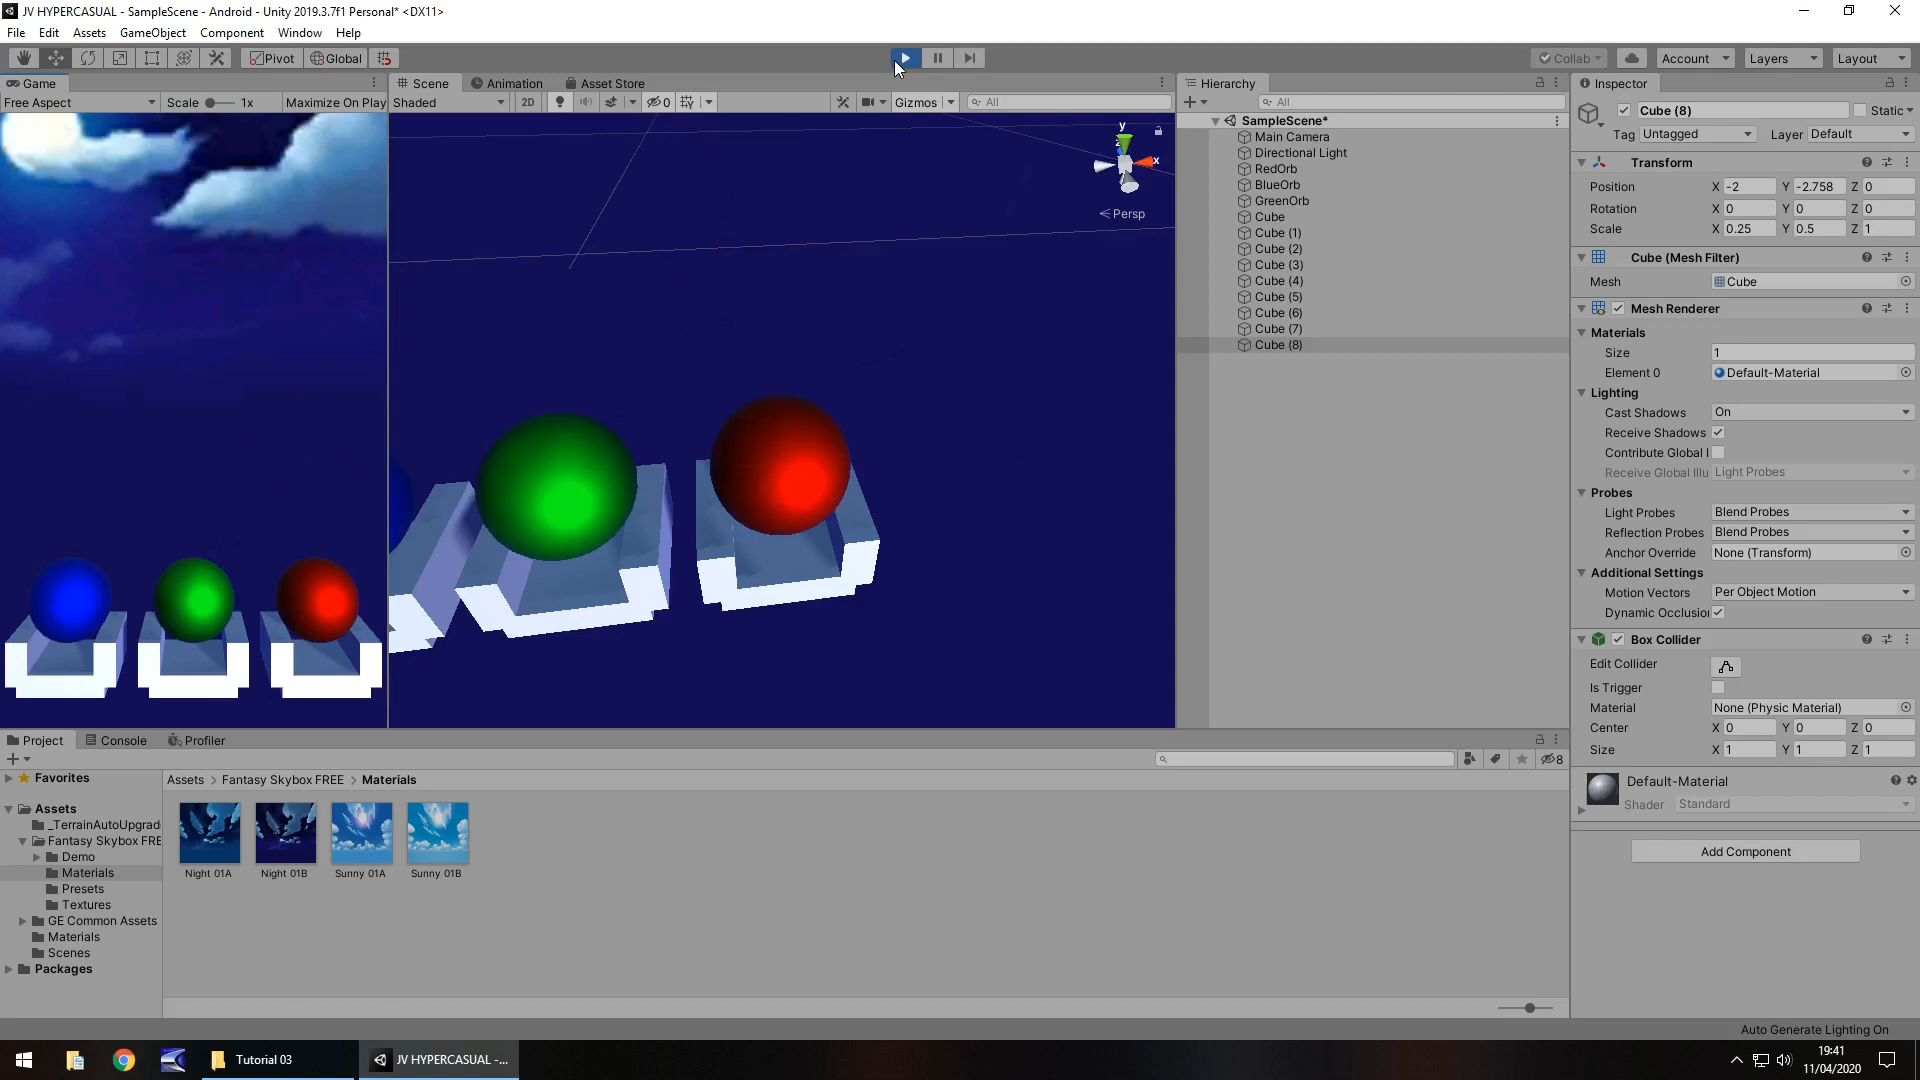 JV HYPERCASUAL - SampleScene - Android - Unity 2019.3.7f1 Personal* <DX11>
File Edit Assets GameObject Component Window Help
Pivot Global Collab Account Layers Layout
Game Scene Animation Asset Store Hierarchy Inspector
Free Aspect Scale 1x Maximize On Play Shaded 2D 0 Gizmos All All
Cube (8) Static
Tag Untagged Layer Default
SampleScene*
Main Camera
Directional Light
RedOrb
BlueOrb
GreenOrb
Cube
Cube (1)
Cube (2)
Cube (3)
Cube (4)
Cube (5)
Cube (6)
Cube (7)
Cube (8)
y
x
Persp
Transform
Position X -2 Y -2.758 Z 0
Rotation X 0 Y 0 Z 0
Scale X 0.25 Y 0.5 Z 1
Cube (Mesh Filter)
Mesh Cube
Mesh Renderer
Materials
Size 1
Element 0 Default-Material
Lighting
Cast Shadows On
Receive Shadows
Contribute Global I
Receive Global Illu Light Probes
Probes
Light Probes Blend Probes
Reflection Probes Blend Probes
Anchor Override None (Transform)
Additional Settings
Motion Vectors Per Object Motion
Dynamic Occlusio
Box Collider
Edit Collider
Is Trigger
Material None (Physic Material)
Center X 0 Y 0 Z 0
Size X 1 Y 1 Z 1
Default-Material
Shader Standard
Add Component
Project Console Profiler
8
Favorites
Assets
_TerrainAutoUpgrad
Fantasy Skybox FRE
Demo
Materials
Presets
Textures
GE Common Assets
Materials
Scenes
Packages
Assets > Fantasy Skybox FREE > Materials
Night 01A Night 01B Sunny 01A Sunny 01B
Auto Generate Lighting On
Tutorial 03 JV HYPERCASUAL -...
19:41
11/04/2020